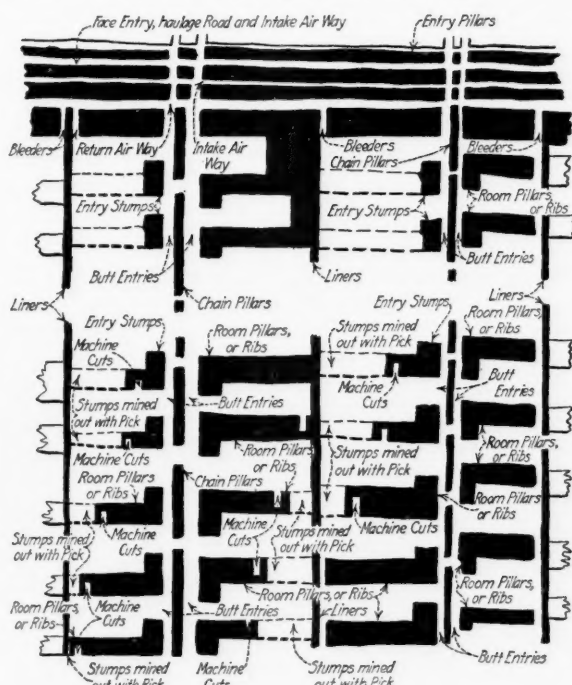 Face Entry, haulage Road and Intake Air Way
Entry Pillars
Bleeders
Return Air Way
Intake Air
Way
Bleeders
Chain Pillars
Bleeders
Entry Stumps
Entry Stumps
Room Pillars
or Ribs
Butt Entries
Liners
Butt Entries
Liners
Chain Pillars
Liners
Entry Stumps
Room Pillars,
or Ribs
Stumps mined
out with Pick
Entry Stumps
Room Pillars,
or Ribs
Machine
Cuts
Machine
Cuts
Butt
Entries
Stumps mined
out with Pick
Butt Entries
Machine Cuts
Room Pillars,
or Ribs
Stumps mined
out with Pick
Room Pillars,
or Ribs
Room Pillars
or Ribs
Chain Pillars
Room Pillars
or Ribs
Stumps mined
out with Pick
Machine
Cuts
Machine
Cuts
Stumps mined
out with Pick
Machine Cuts
Room Pillars,
or Ribs
Room Pillars,
or Ribs
Machine
Cuts
Butt Entries
Room Pillars, or Ribs
Liners
Butt Entries
Stumps mined
out with Pick
Machine
Cuts
Stumps mined
out with Pick